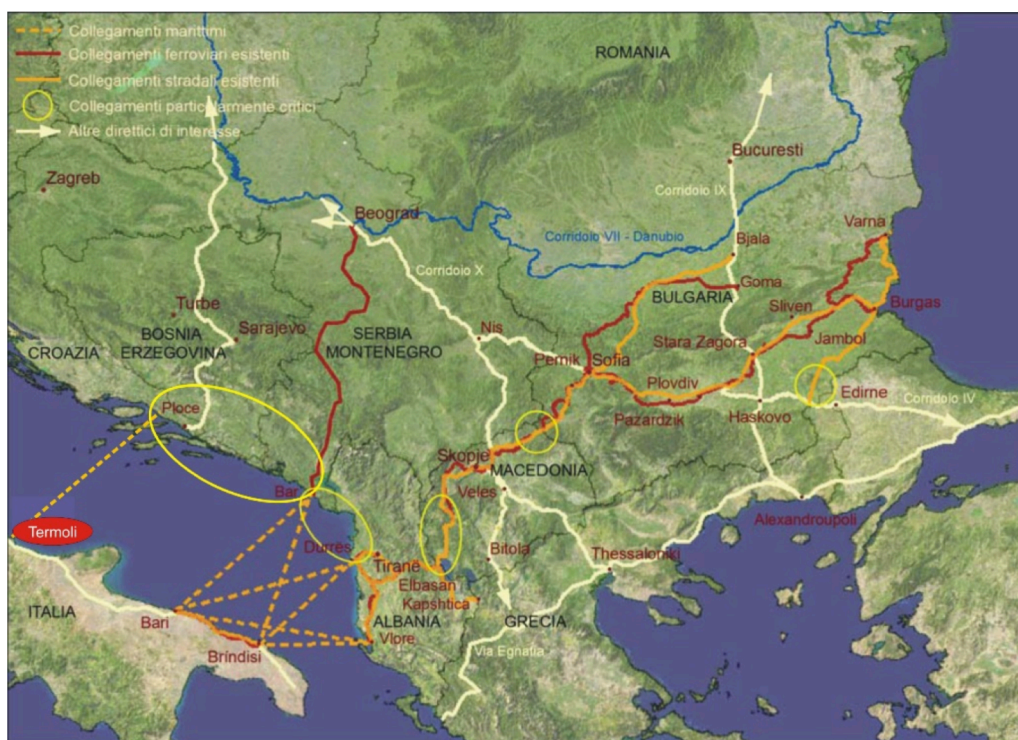 Collegamenti marittimi
Collegamenti ferroviari esistenti
Collegamenti stradali esistenti
Collegamenti particolarmente critici
Altre direttici di interesse
ROMANIA
Zagreb
Bucuresti
Corridoio IX
Beograd
Varna
Corridoio VII - Danubio
Bjala
Corridoio X
Goma
BULGARIA
Turbe
Sliven
Burgas
BOSNIA
ERZEGOVINA
Sarajevo
SERBIA
MONTENEGRO
Nis
CROAZIA
Stara Zagora
Jambol
Pernik
Sofia
Plovdiv
Edirne
Corridoio IV
Ploce
Pazardzik
Haskovo
Skopje
MACEDONIA
Bar
Veles
Alexandroupoli
Termoli
Durrës
Bitola
Thessaloniki
Tiranë
Elbasan
Kapshtica
ITALIA
Bari
ALBANIA
GRECIA
Vlore
Brindisi
Via Egnatia